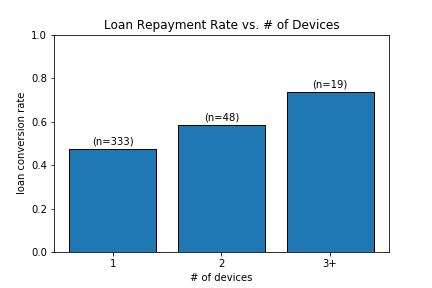 Loan Repayment Rate vs. # of Devices
loan conversion rate
1.0
0.8
0.6
0.4
0.2
0.0
(n=333)
(n=48)
(n=19)
1
2
3+
# of devices